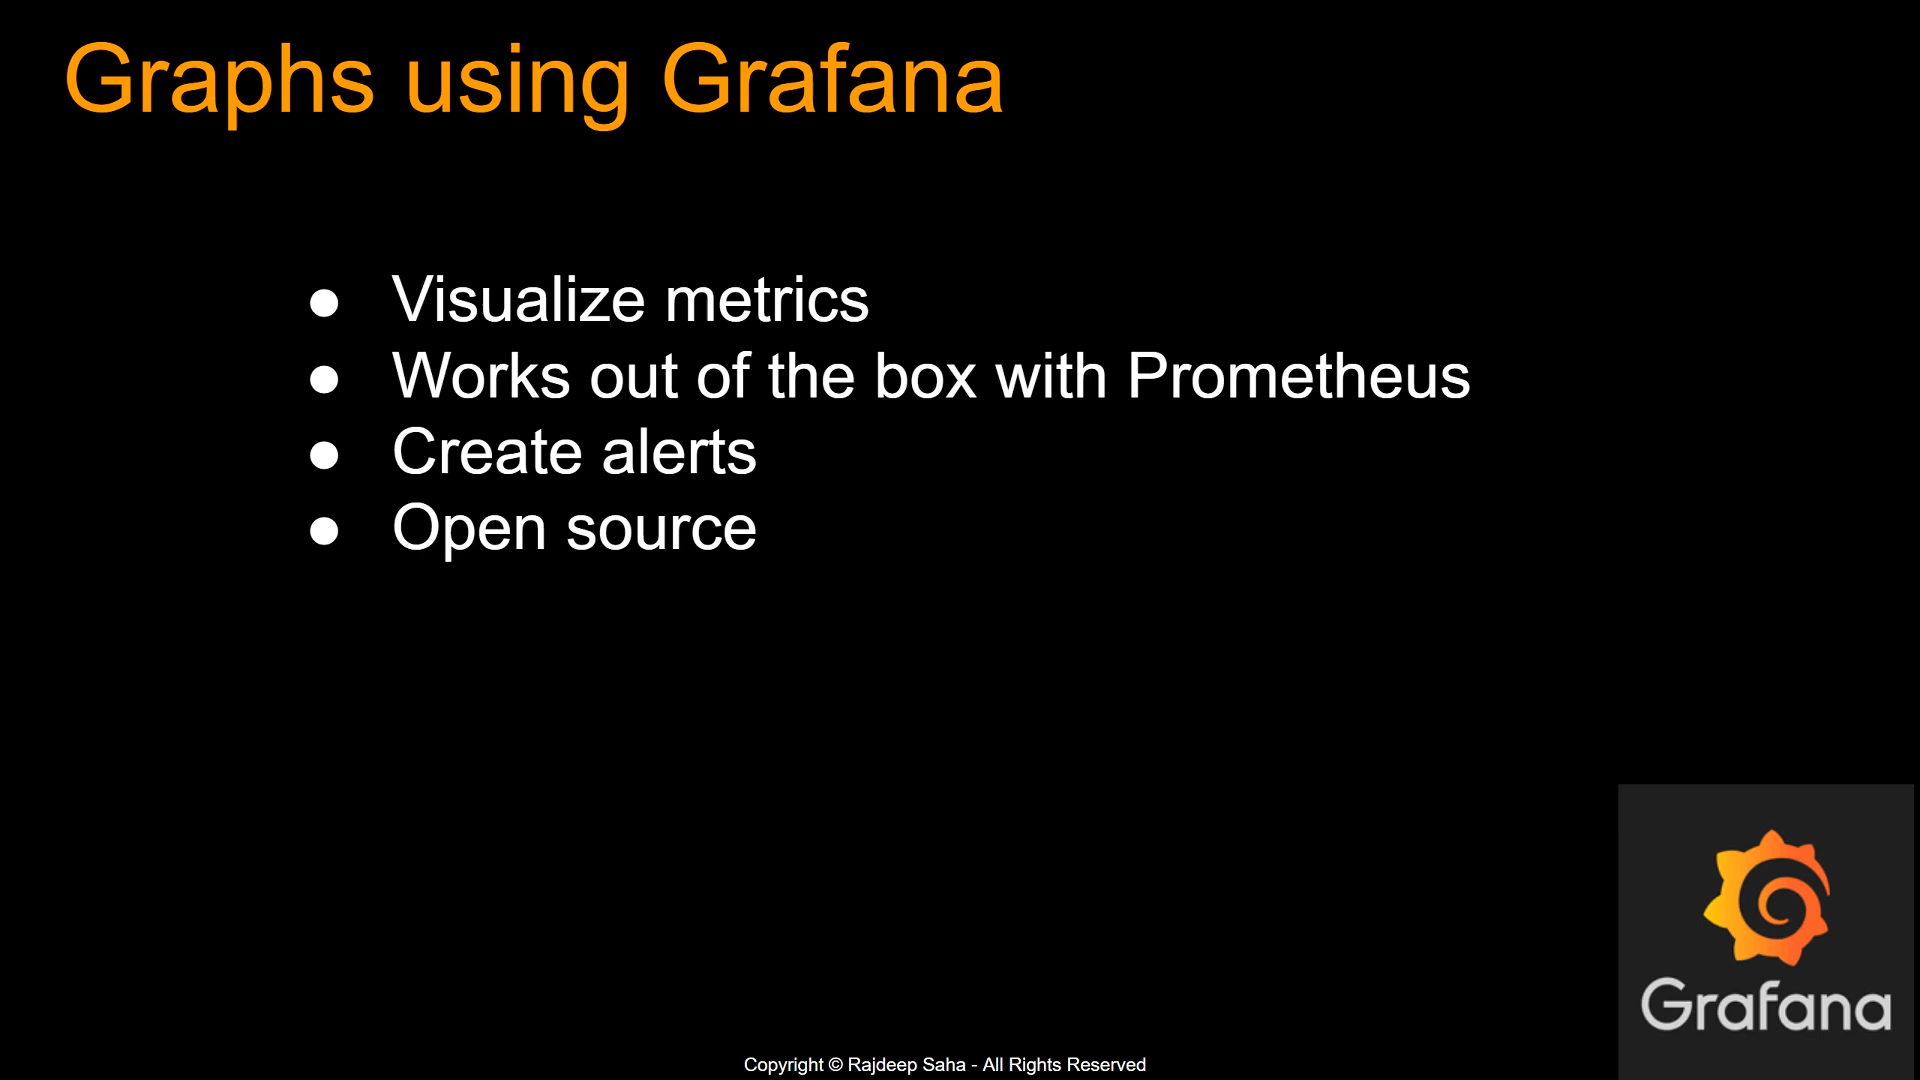 Graphs using Grafana
● Visualize metrics
● Works out of the box with Prometheus
● Create alerts
● Open source
Grafana
Copyright © Rajdeep Saha - All Rights Reserved